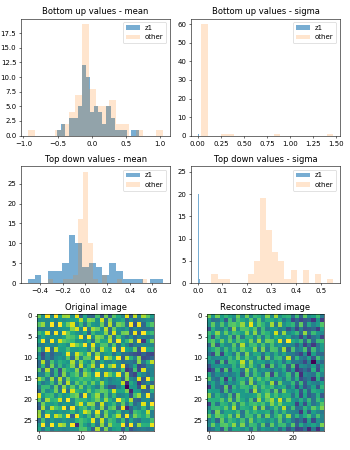 Bottom up values - mean
Bottom up values - sigma
z1
other
z1
other
17.5
15.0
12.5
10.0
7.5
5.0
2.5
0.0
60
50
40
30
20
10
0
−1.0 −0.5 0.0 0.5 1.0
0.00 0.25 0.50 0.75 1.00 1.25 1.50
Top down values - mean
Top down values - sigma
z1
other
z1
other
25
20
15
10
5
0
25
20
15
10
5
0
−0.4 −0.2 0.0 0.2 0.4 0.6
0.0 0.1 0.2 0.3 0.4 0.5
Original image
Reconstructed image
0
5
10
15
20
25
0
5
10
15
20
25
0 10 20
0 10 20